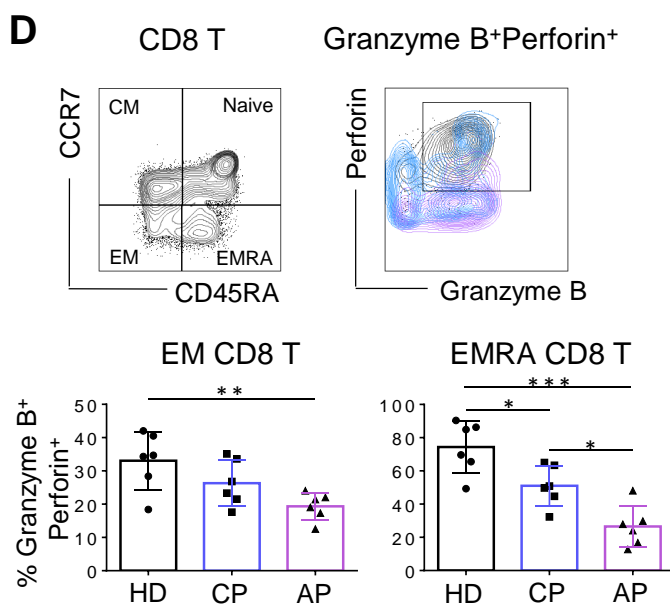 D
CD8 T
Granzyme B⁺Perforin⁺
CCR7
CM
Naive
EM
EMRA
CD45RA
Perforin
Granzyme B
EM CD8 T
% Granzyme B⁺
Perforin⁺
50
40
30
20
10
0
**
HD
CP
AP
EMRA CD8 T
100
80
60
40
20
0
***
*
*
HD
CP
AP